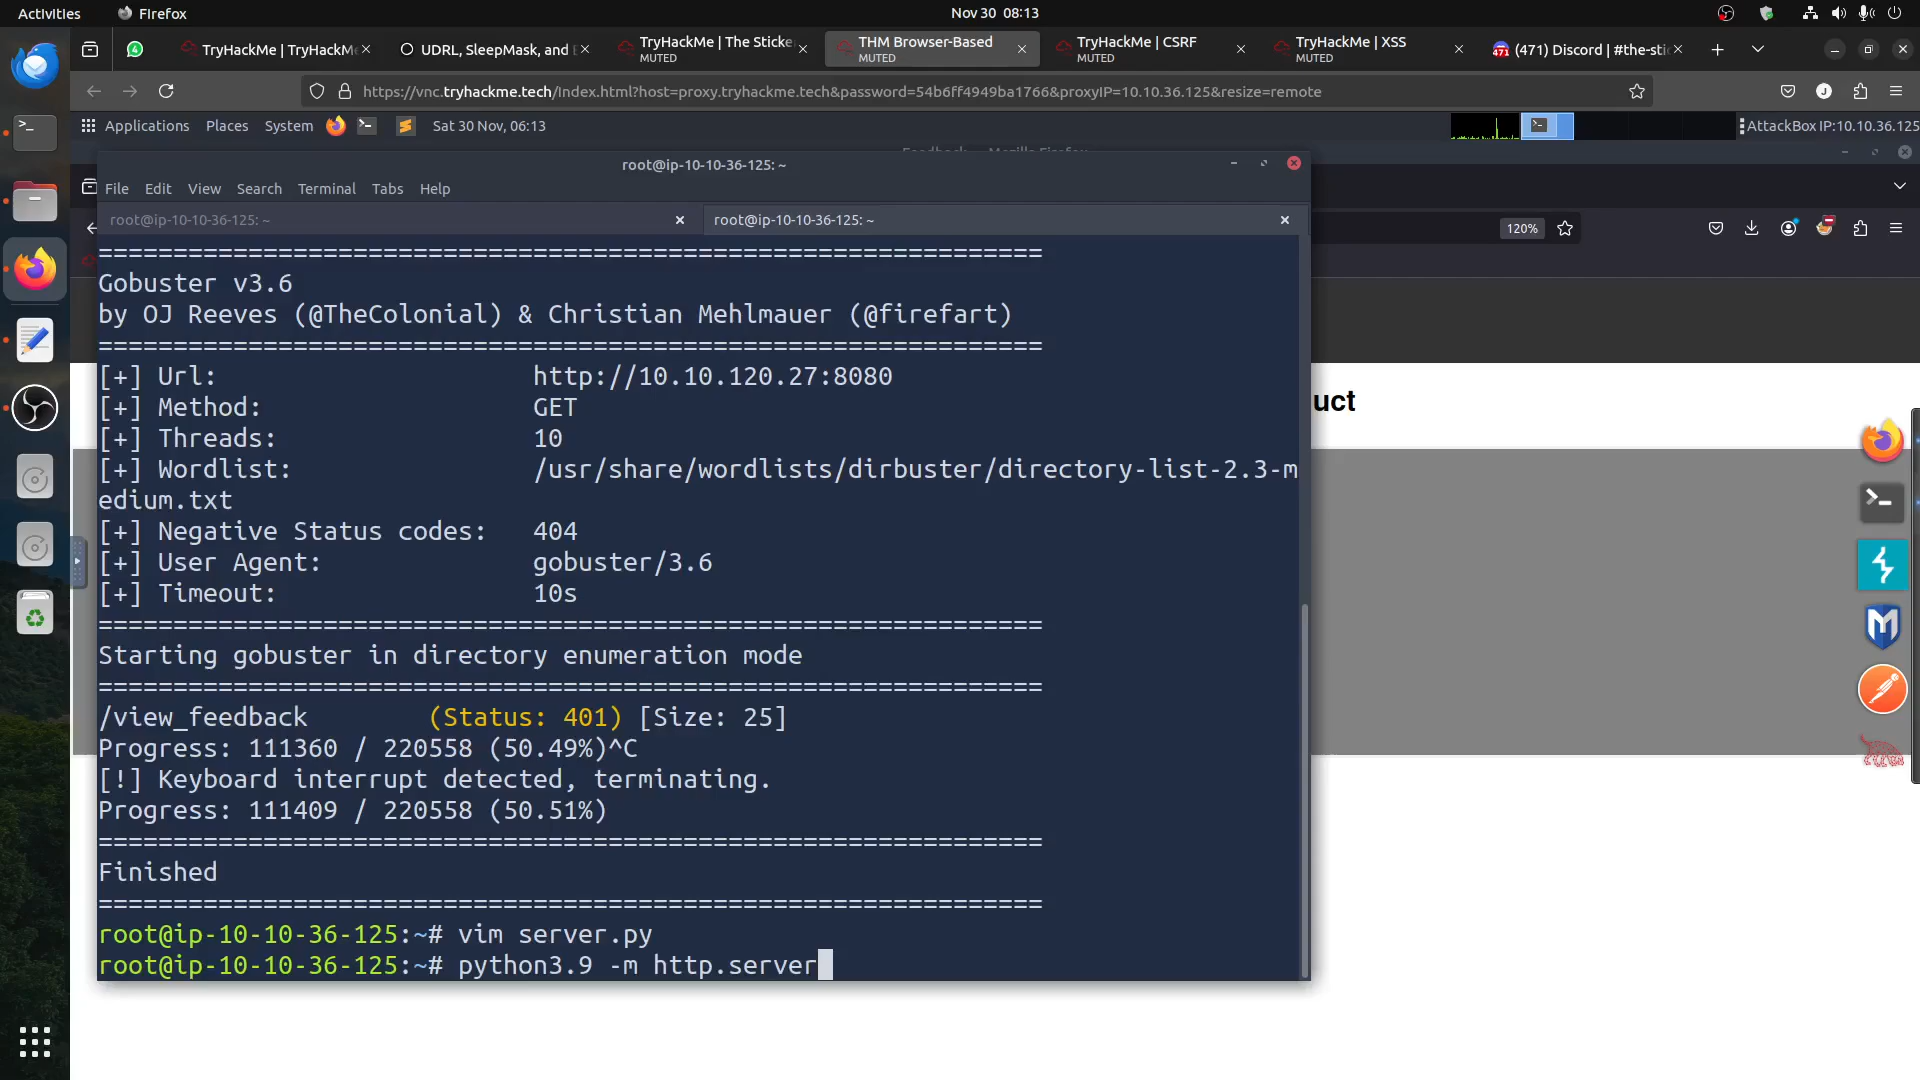 Activities
Firefox
Nov 30 08:13
TryHackMe | TryHackM
UDRL, SleepMask, and
TryHackMe | The Sticke
MUTED
THM Browser-Based
MUTED
TryHackMe | CSRF
MUTED
TryHackMe | XSS
MUTED
(471) Discord | #the-sti
https://vnc.tryhackme.tech/index.html?host=proxy.tryhackme.tech&password=54b6ff4949ba1766&proxyIP=10.10.36.125&resize=remote
Applications Places System
Sat 30 Nov, 06:13
AttackBox IP:10.10.36.125
root@ip-10-10-36-125: ~
File Edit View Search Terminal Tabs Help
root@ip-10-10-36-125: ~
root@ip-10-10-36-125: ~
120%
===============================================================
Gobuster v3.6
by OJ Reeves (@TheColonial) & Christian Mehlmauer (@firefart)
===============================================================
[+] Url:                     http://10.10.120.27:8080
[+] Method:                  GET
[+] Threads:                 10
[+] Wordlist:                /usr/share/wordlists/dirbuster/directory-list-2.3-m
edium.txt
[+] Negative Status codes:   404
[+] User Agent:              gobuster/3.6
[+] Timeout:                 10s
===============================================================
Starting gobuster in directory enumeration mode
===============================================================
/view_feedback        (Status: 401) [Size: 25]
Progress: 111360 / 220558 (50.49%)^C
[!] Keyboard interrupt detected, terminating.
Progress: 111409 / 220558 (50.51%)
===============================================================
Finished
===============================================================
root@ip-10-10-36-125:~# vim server.py
root@ip-10-10-36-125:~# python3.9 -m http.server
uct